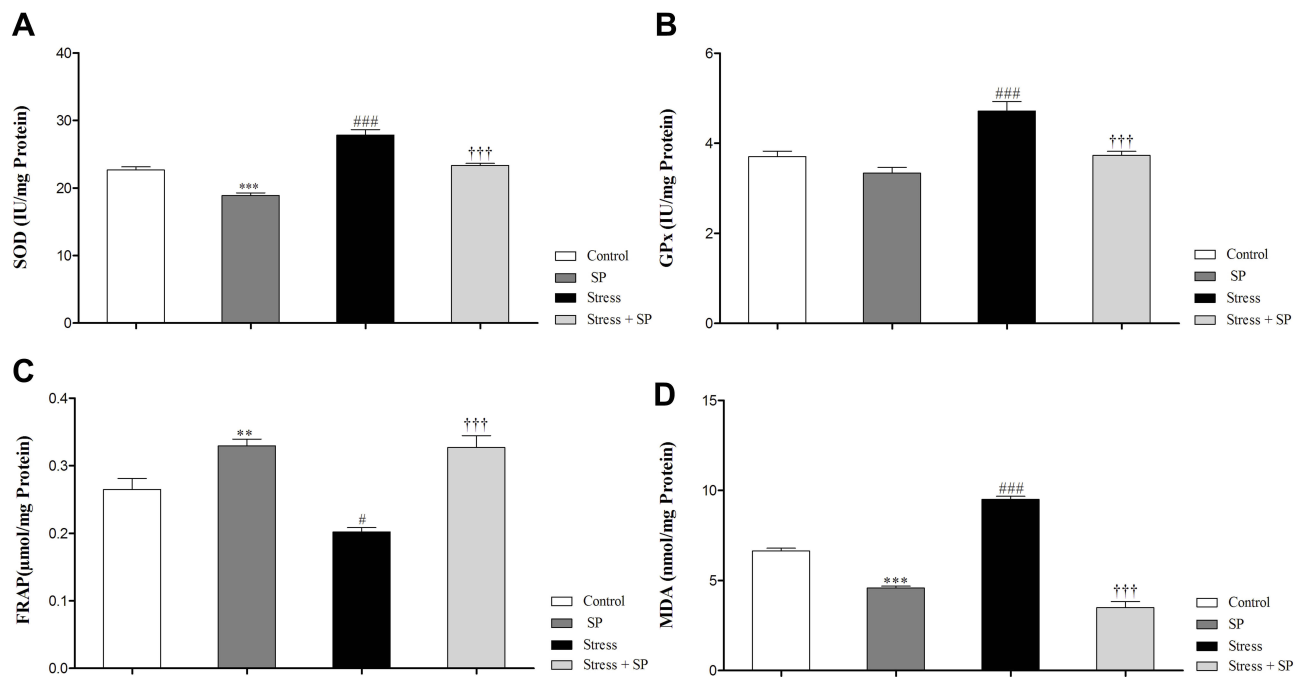 A
SOD (IU/mg Protein)
40
30
20
10
0
***
###
†††
Control
SP
Stress
Stress + SP
B
GPx (IU/mg Protein)
6
4
2
0
###
†††
Control
SP
Stress
Stress + SP
C
FRAP(µmol/mg Protein)
0.4
0.3
0.2
0.1
0.0
**
#
†††
Control
SP
Stress
Stress + SP
D
MDA (nmol/mg Protein)
15
10
5
0
***
###
†††
Control
SP
Stress
Stress + SP